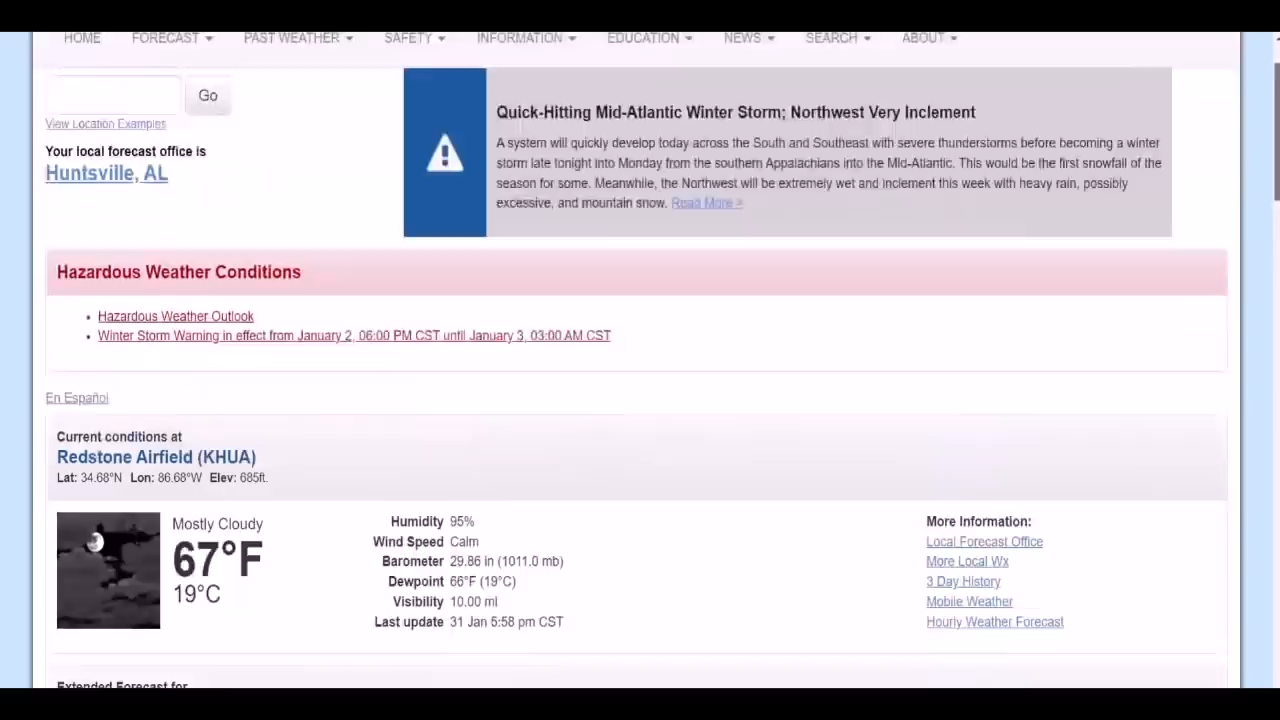 HOME FORECAST PAST WEATHER SAFETY INFORMATION EDUCATION NEWS SEARCH ABOUT
Go
View Location Examples
Your local forecast office is
Huntsville, AL
Quick-Hitting Mid-Atlantic Winter Storm; Northwest Very Inclement
A system will quickly develop today across the South and Southeast with severe thunderstorms before becoming a winter
storm late tonight into Monday from the southern Appalachians into the Mid-Atlantic. This would be the first snowfall of the
season for some. Meanwhile, the Northwest will be extremely wet and inclement this week with heavy rain, possibly
excessive, and mountain snow. Read More >
Hazardous Weather Conditions
Hazardous Weather Outlook
Winter Storm Warning in effect from January 2, 06:00 PM CST until January 3, 03:00 AM CST
En Español
Current conditions at
Redstone Airfield (KHUA)
Lat: 34.68°N Lon: 86.68°W Elev: 685ft.
Mostly Cloudy
67°F
19°C
Humidity 95%
Wind Speed Calm
Barometer 29.86 in (1011.0 mb)
Dewpoint 66°F (19°C)
Visibility 10.00 mi
Last update 31 Jan 5:58 pm CST
More Information:
Local Forecast Office
More Local Wx
3 Day History
Mobile Weather
Hourly Weather Forecast
Extended Forecast for